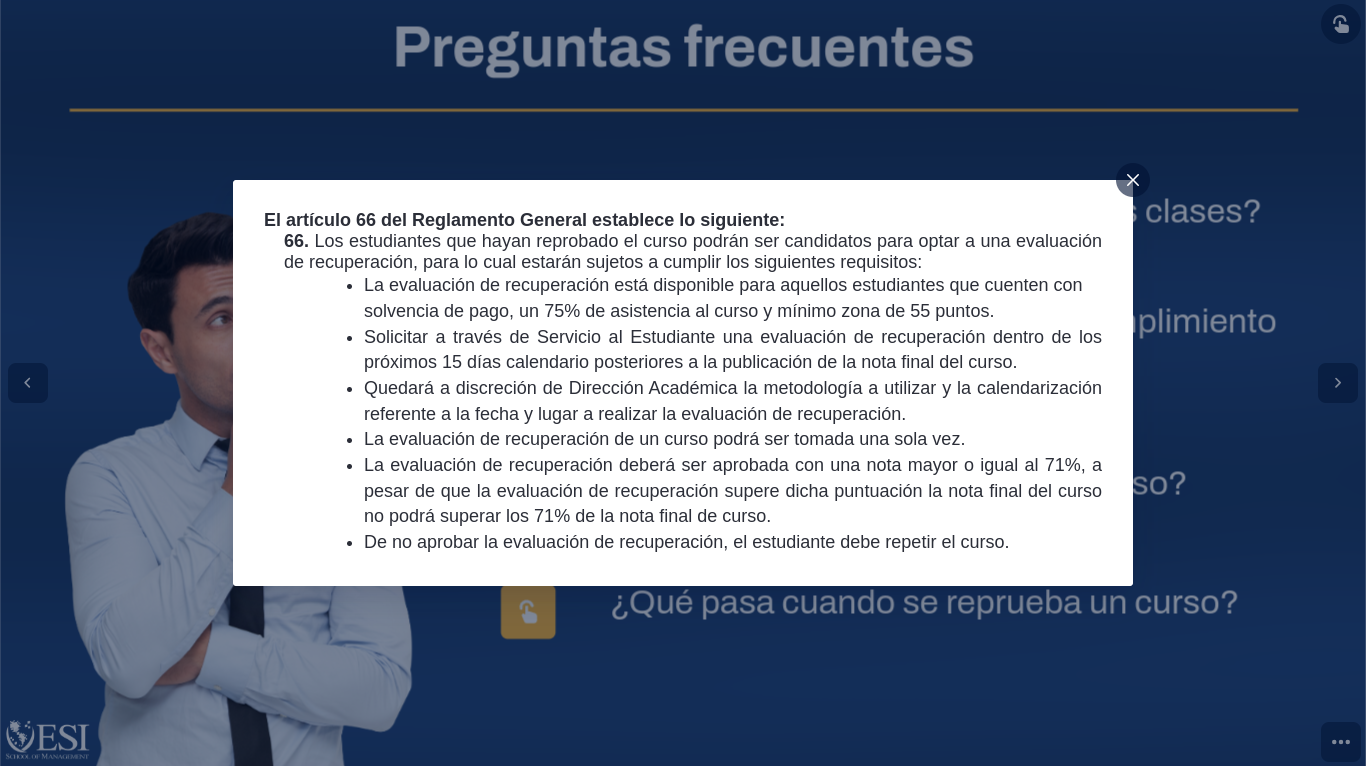 Preguntas frecuentes
clases?
El artículo 66 del Reglamento General establece lo siguiente:
66. Los estudiantes que hayan reprobado el curso podrán ser candidatos para optar a una evaluación
de recuperación, para lo cual estarán sujetos a cumplir los siguientes requisitos:
• La evaluación de recuperación está disponible para aquellos estudiantes que cuenten con
solvencia de pago, un 75% de asistencia al curso y mínimo zona de 55 puntos.
• Solicitar a través de Servicio al Estudiante una evaluación de recuperación dentro de los
próximos 15 días calendario posteriores a la publicación de la nota final del curso.
• Quedará a discreción de Dirección Académica la metodología a utilizar y la calendarización
referente a la fecha y lugar a realizar la evaluación de recuperación.
• La evaluación de recuperación de un curso podrá ser tomada una sola vez.
• La evaluación de recuperación deberá ser aprobada con una nota mayor o igual al 71%, a
pesar de que la evaluación de recuperación supere dicha puntuación la nota final del curso
no podrá superar los 71% de la nota final de curso.
• De no aprobar la evaluación de recuperación, el estudiante debe repetir el curso.
¿Qué pasa cuando se reprueba un curso?
ESI
SCHOOL OF MANAGEMENT